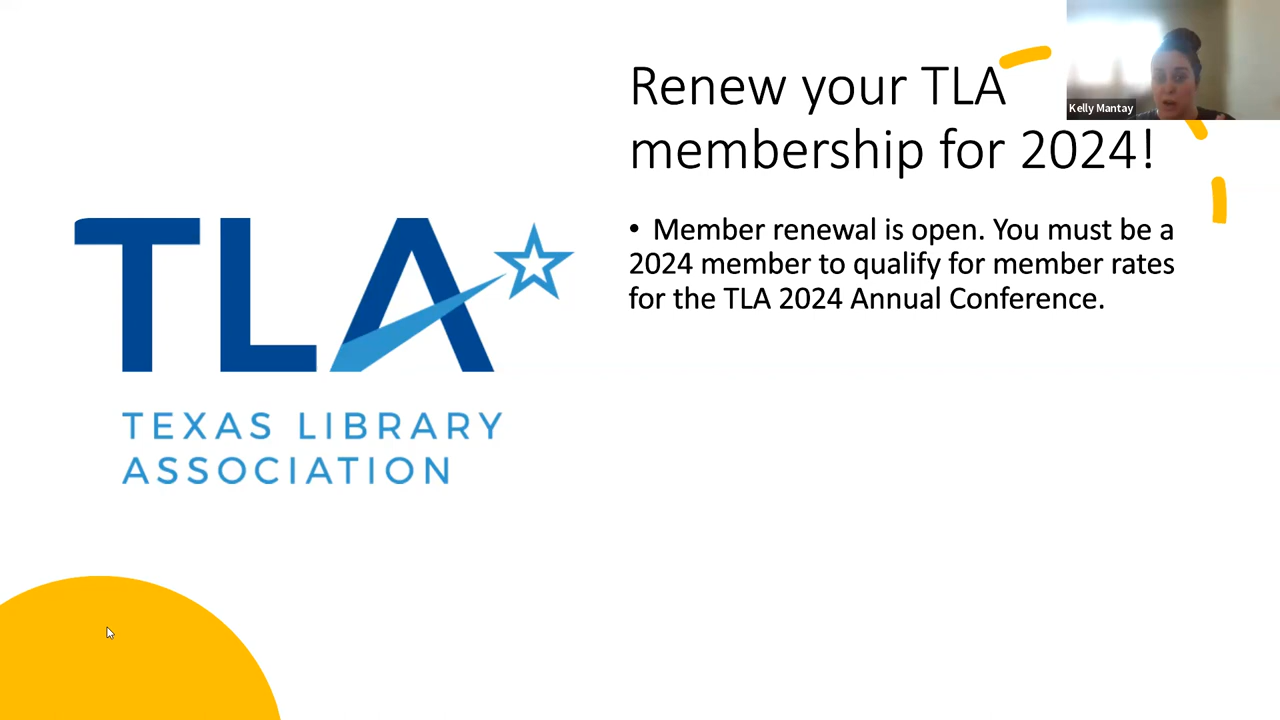 Renew your TLA
membership for 2024!
Kelly Mantay
• Member renewal is open. You must be a
2024 member to qualify for member rates
for the TLA 2024 Annual Conference.
TLA
TEXAS LIBRARY
ASSOCIATION